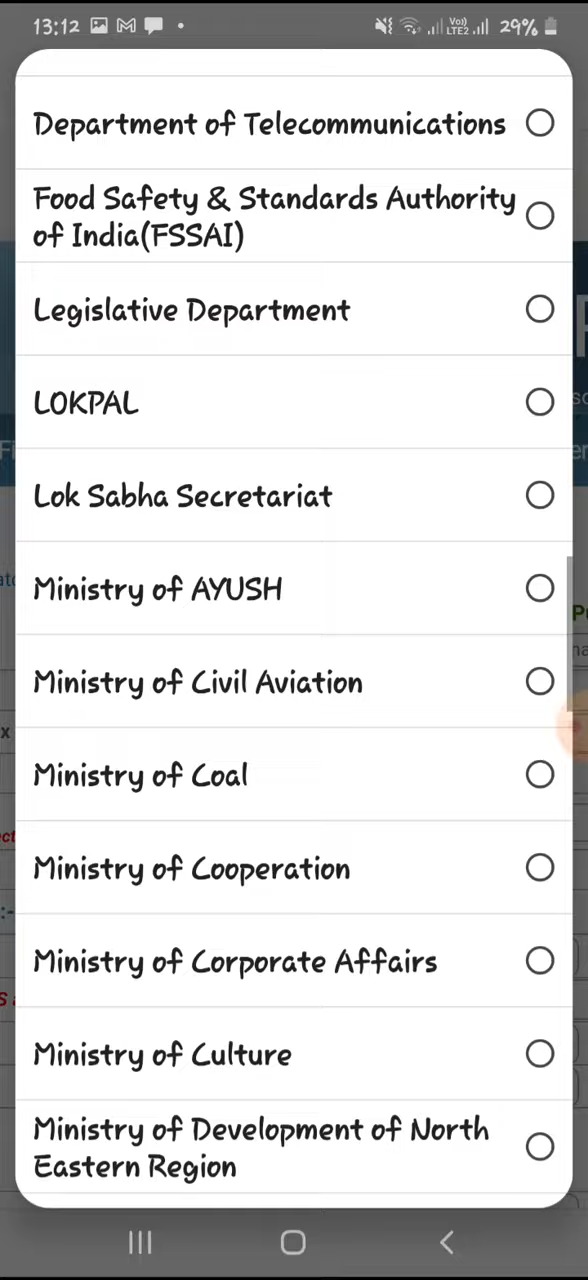 13:12
Vo)) LTE2
29%
Department of Telecommunications
Food Safety & Standards Authority
of India(FSSAI)
Legislative Department
LOKPAL
Lok Sabha Secretariat
Ministry of AYUSH
Ministry of Civil Aviation
Ministry of Coal
Ministry of Cooperation
Ministry of Corporate Affairs
Ministry of Culture
Ministry of Development of North
Eastern Region